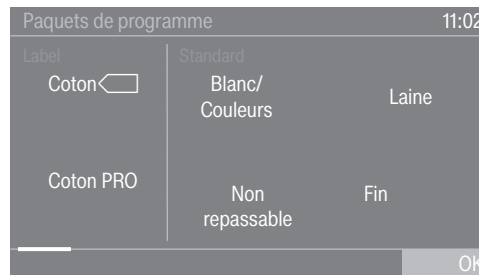 Paquets de programme 11:02
Label Standard
Coton
Blanc/
Couleurs
Laine
Coton PRO
Non
repassable
Fin
OK